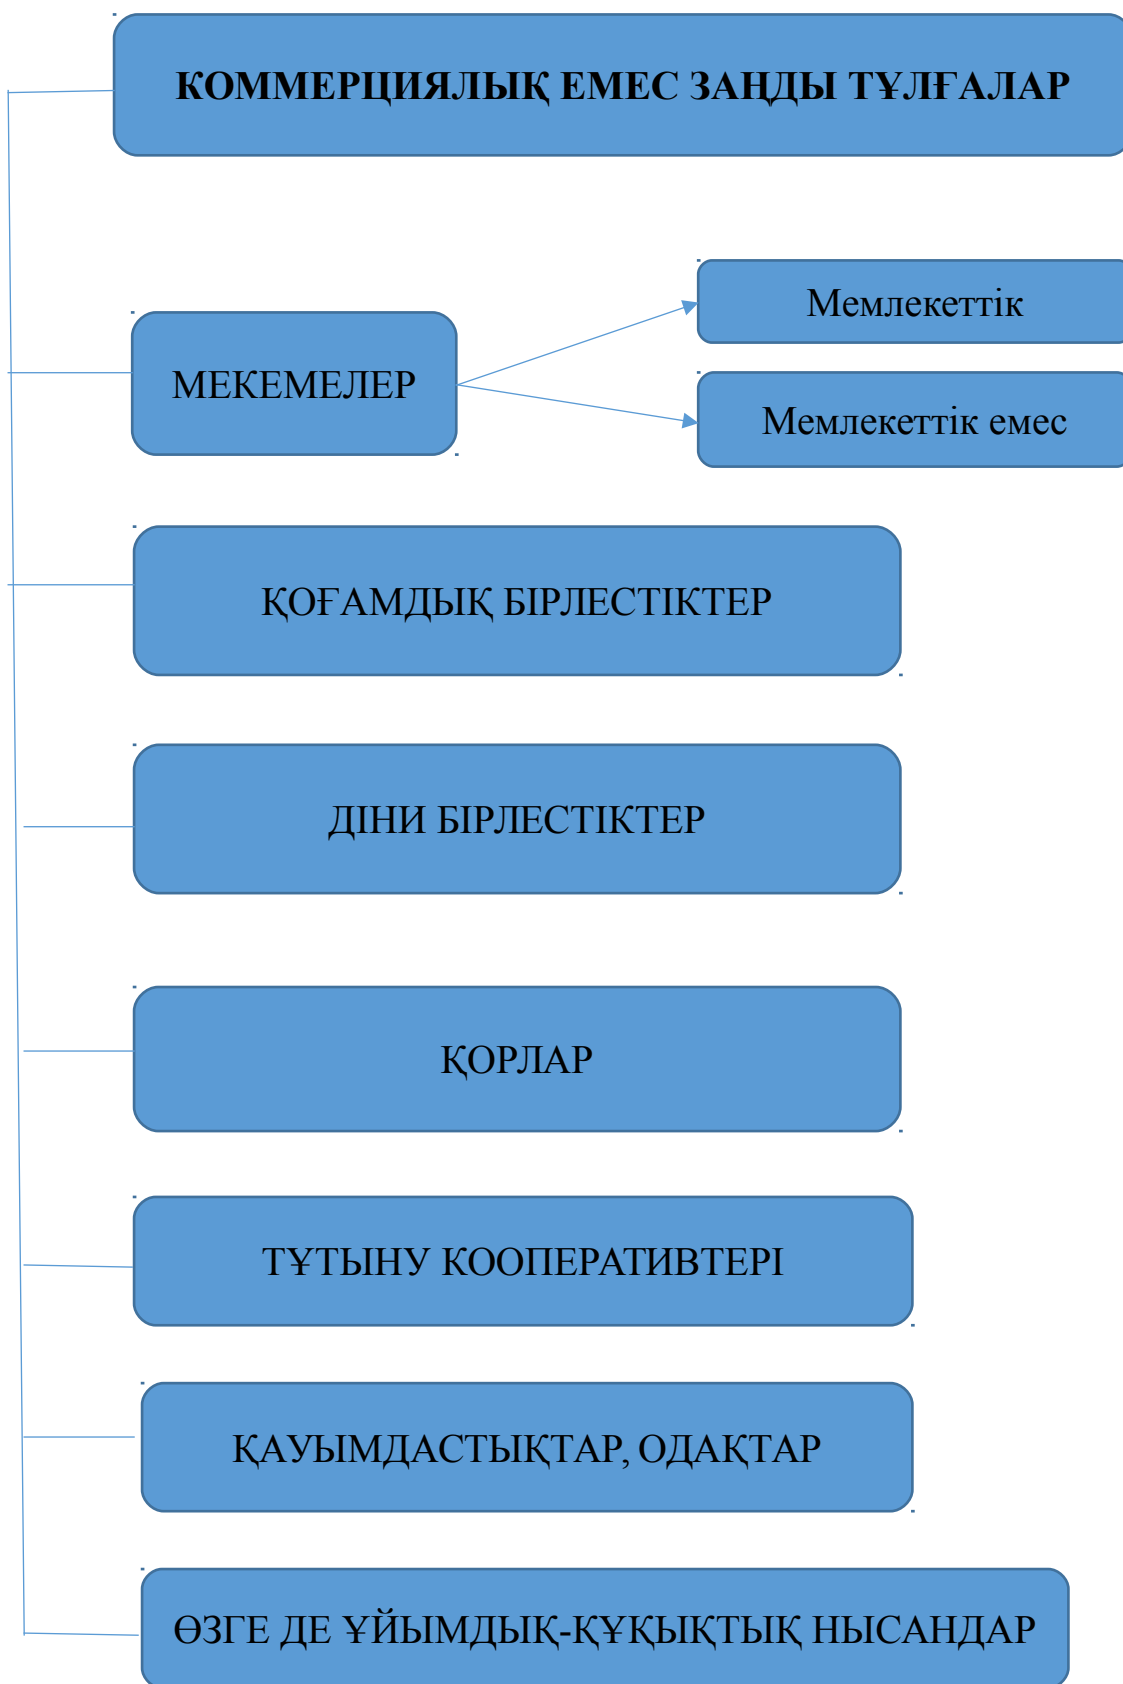 КОММЕРЦИЯЛЫҚ ЕМЕС ЗАҢДЫ ТҰЛҒАЛАР
Мемлекеттік
МЕКЕМЕЛЕР
Мемлекеттік емес
ҚОҒАМДЫҚ БІРЛЕСТІКТЕР
ДІНИ БІРЛЕСТІКТЕР
ҚОРЛАР
ТҰТЫНУ КООПЕРАТИВТЕРІ
ҚАУЫМДАСТЫҚТАР, ОДАҚТАР
ӨЗГЕ ДЕ ҰЙЫМДЫҚ-ҚҰҚЫҚТЫҚ НЫСАНДАР